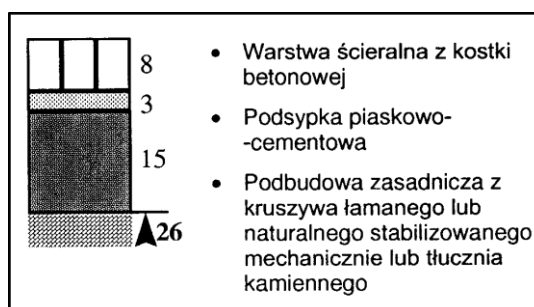 8
3
15
26
• Warstwa ścieralna z kostki
betonowej
• Podsypka piaskowo-
-cementowa
• Podbudowa zasadnicza z
kruszywa łamanego lub
naturalnego stabilizowanego
mechanicznie lub tłucznia
kamiennego